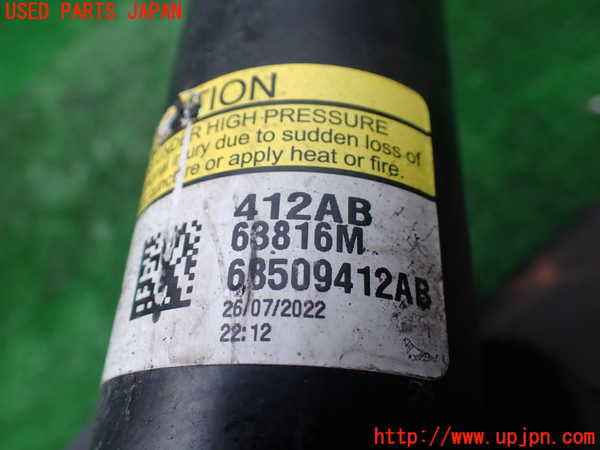 USED PARTS JAPAN
TION
HIGH PRESSURE
due to sudden loss of
or apply heat or fire.
412AB
63816M
68509412AB
26/07/2022
22:12
http://www.upjpn.com/